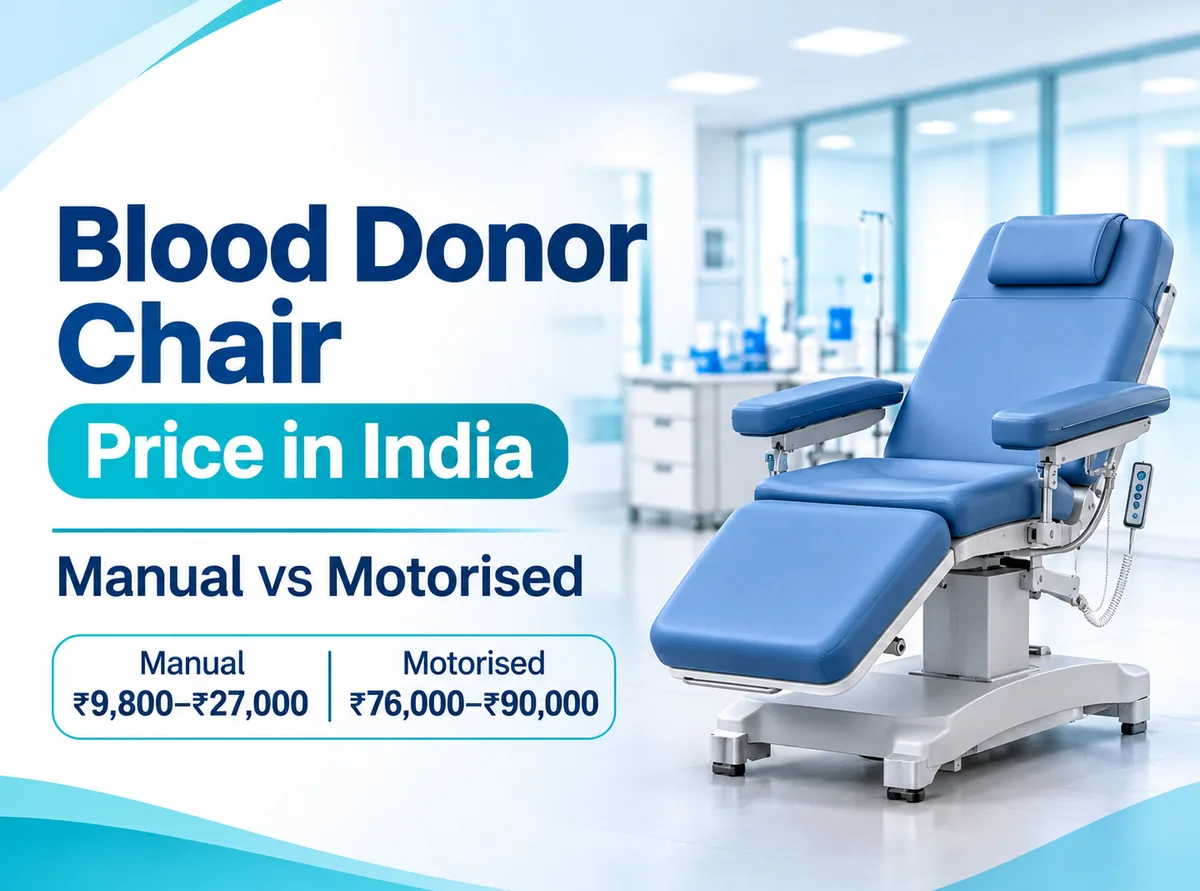 Blood Donor
Chair
Price in India
Manual vs Motorised
Manual
₹9,800–₹27,000
Motorised
₹76,000–₹90,000